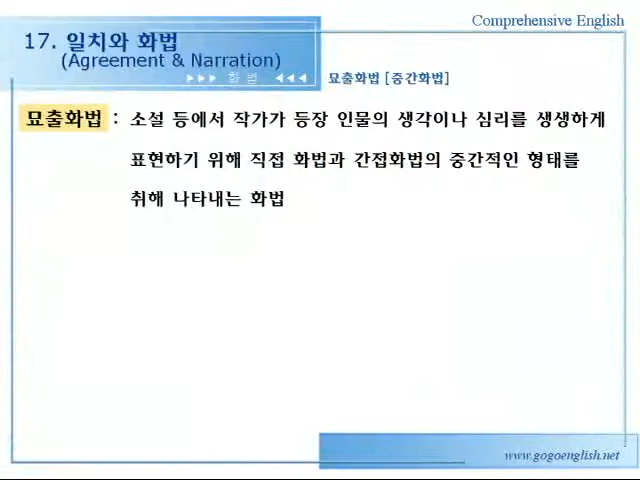 Comprehensive English
17. 일치와 화법
(Agreement & Narration)
▶▶▶ 화 법 ◀◀◀
묘출화법 [중간화법]
묘출화법 : 소설 등에서 작가가 등장 인물의 생각이나 심리를 생생하게
표현하기 위해 직접 화법과 간접화법의 중간적인 형태를
취해 나타내는 화법
www.gogoenglish.net